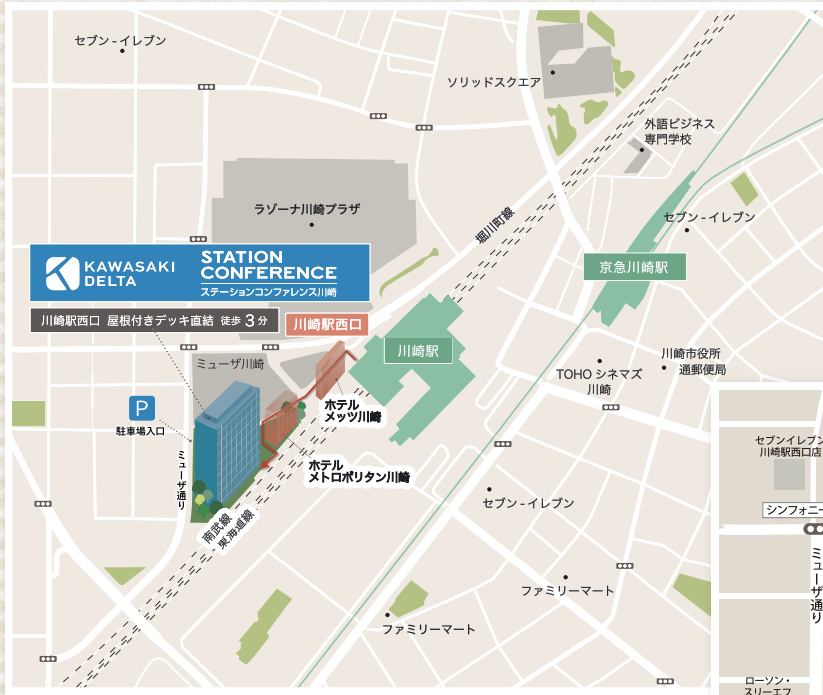 セブン-イレブン
ソリッドスクエア
外語ビジネス
専門学校
ラゾーナ川崎プラザ
堀川町線
セブン-イレブン
KAWASAKI
DELTA
STATION
CONFERENCE
ステーションコンファレンス川崎
京急川崎駅
川崎駅西口 屋根付きデッキ直結 徒歩3分
川崎駅西口
川崎駅
ミューザ川崎
TOHO シネマズ
川崎
川崎市役所
通郵便局
P
駐車場入口
ホテル
メッツ川崎
ミューザ通り
ホテル
メトロポリタン川崎
南武線
東海道線
セブン-イレブン
ファミリーマート
ファミリーマート
セブンイレブン
川崎駅西口店
シンフォニー
ミューザ通り
ローソン・
スリーエフ